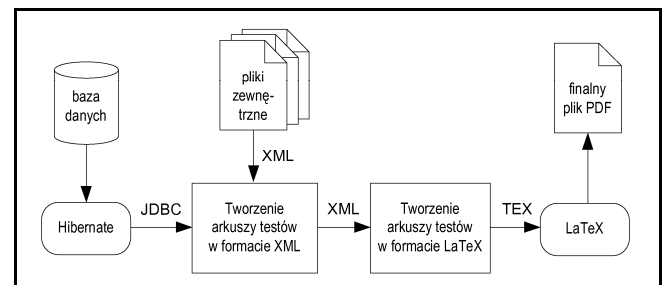 baza
danych
pliki
zewnę-
trzne
finalny
plik PDF
XML
Hibernate
JDBC
Tworzenie
arkuszy testów
w formacie XML
XML
Tworzenie
arkuszy testów
w formacie LaTeX
TEX
LaTeX